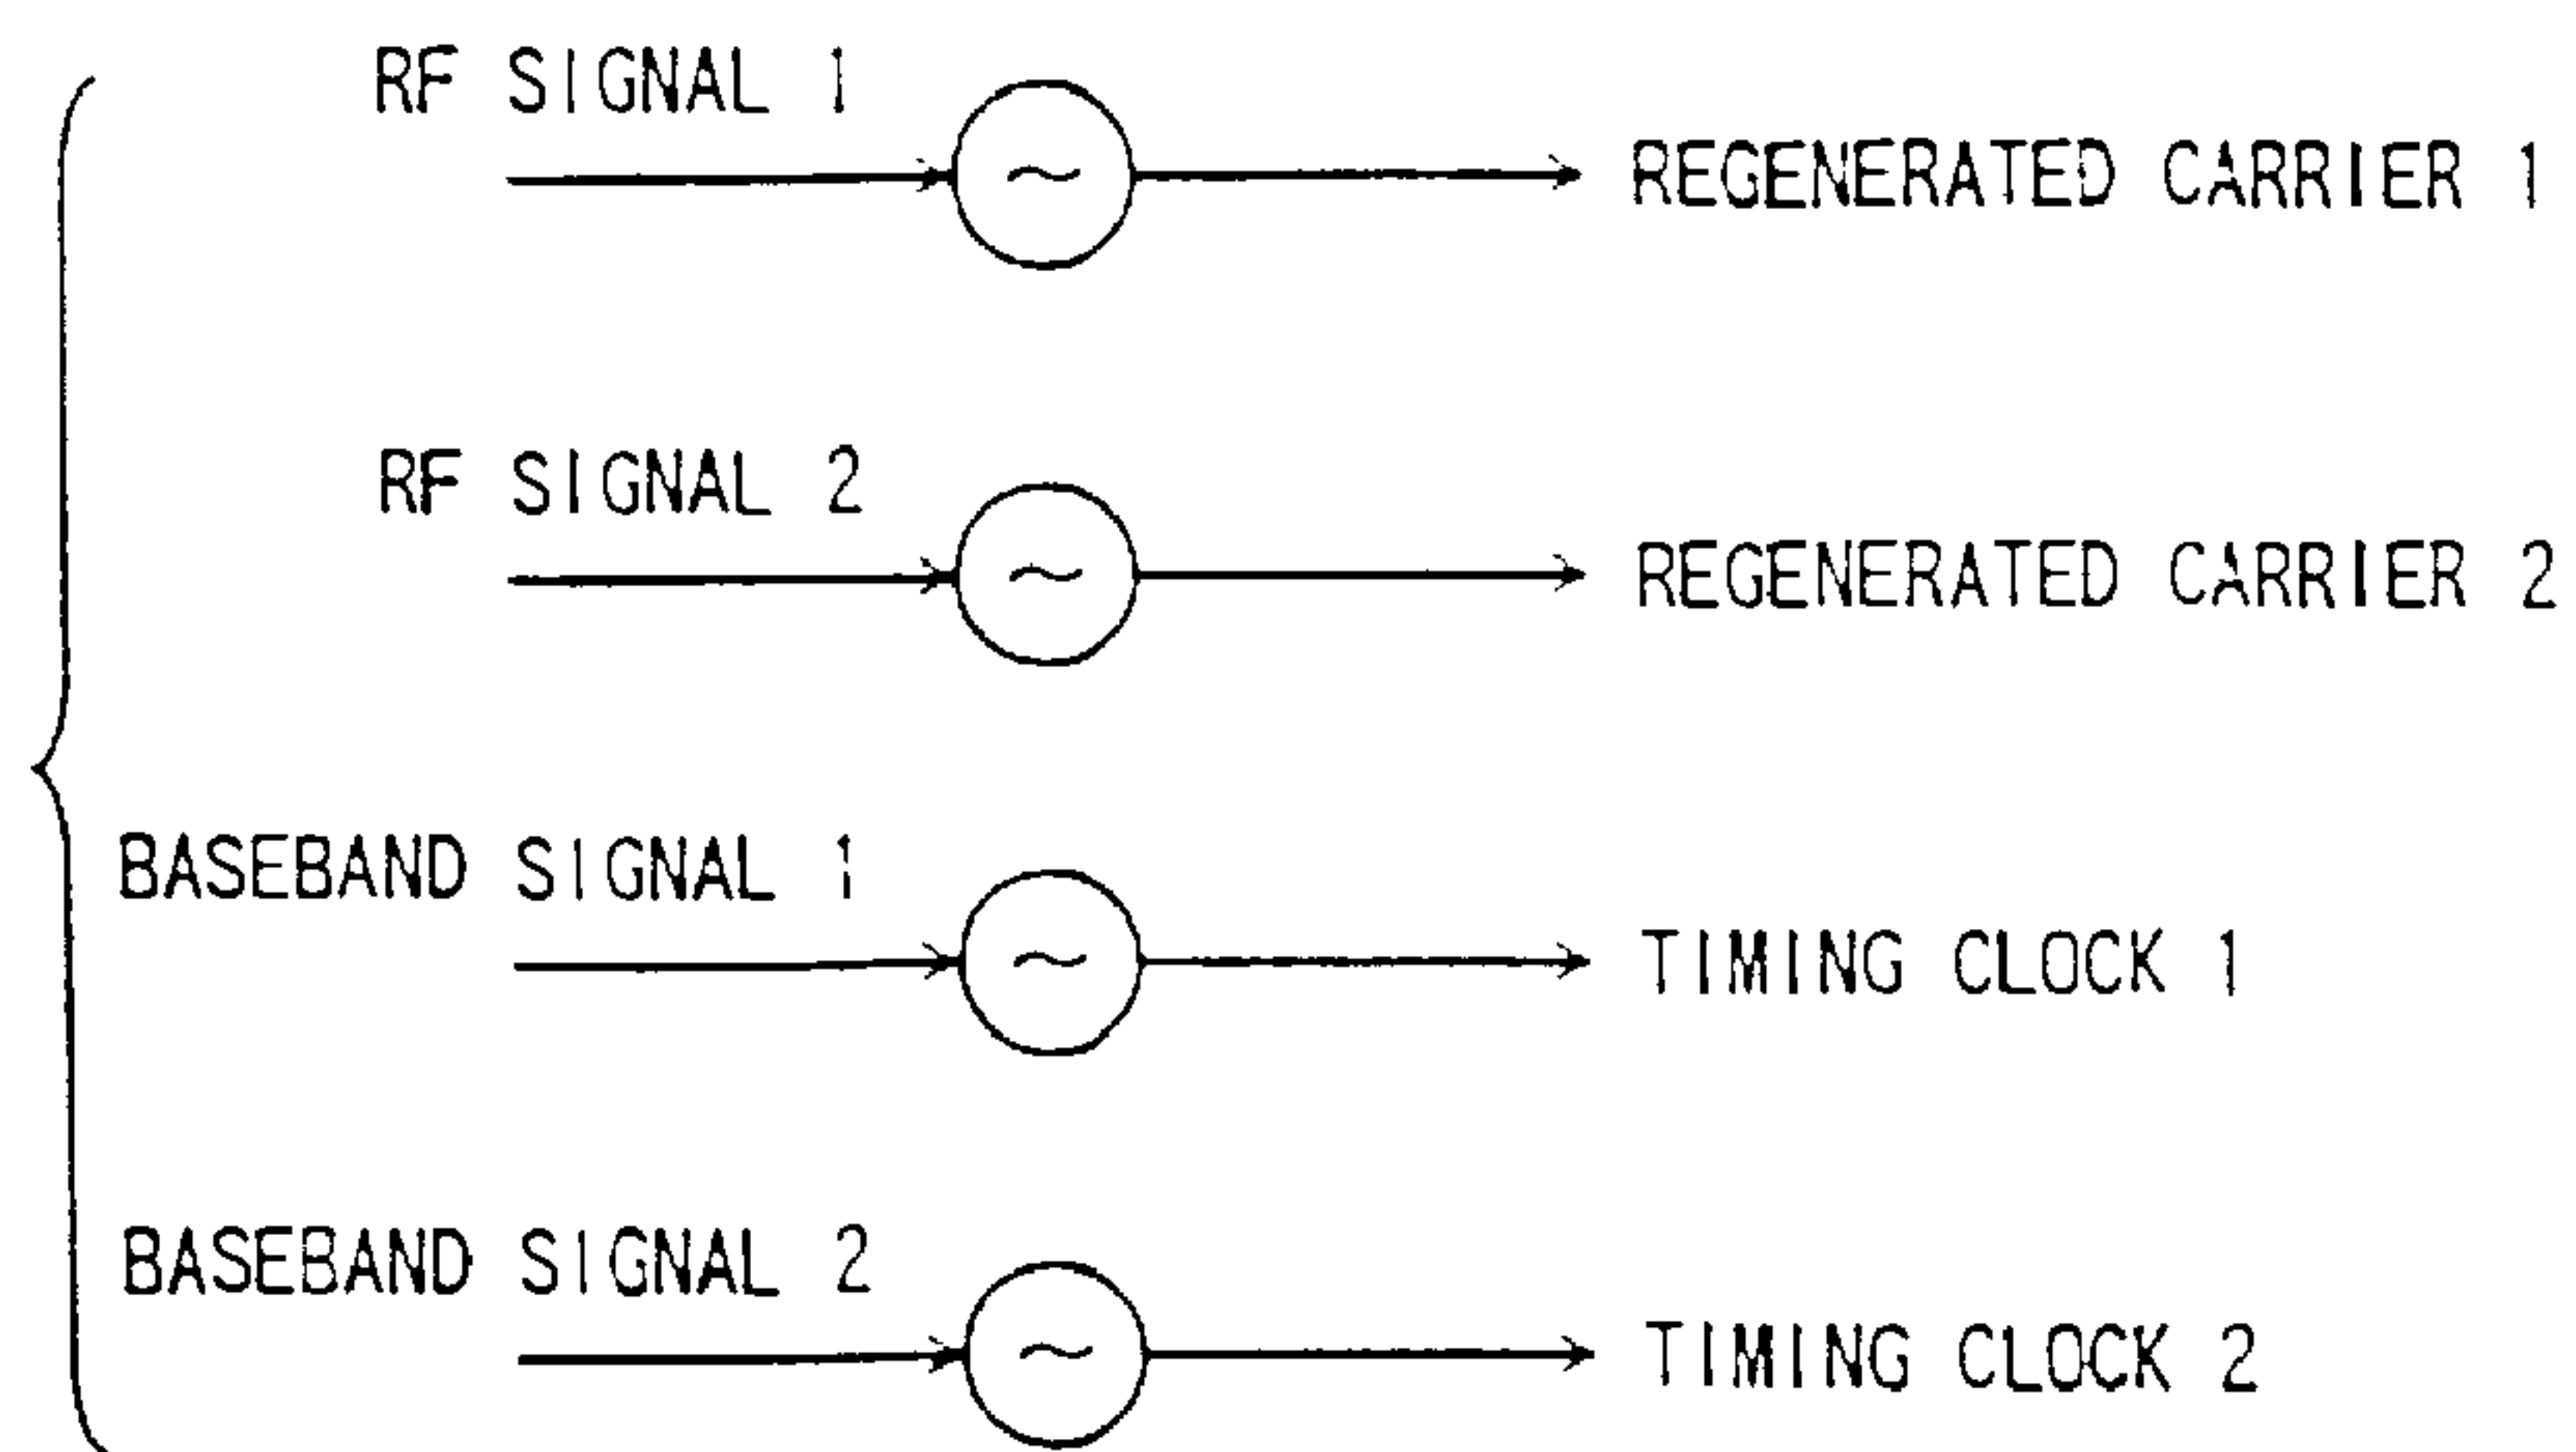 RF SIGNAL 1
REGENERATED CARRIER 1
RF SIGNAL 2
REGENERATED CARRIER 2
BASEBAND SIGNAL 1
TIMING CLOCK 1
BASEBAND SIGNAL 2
TIMING CLOCK 2